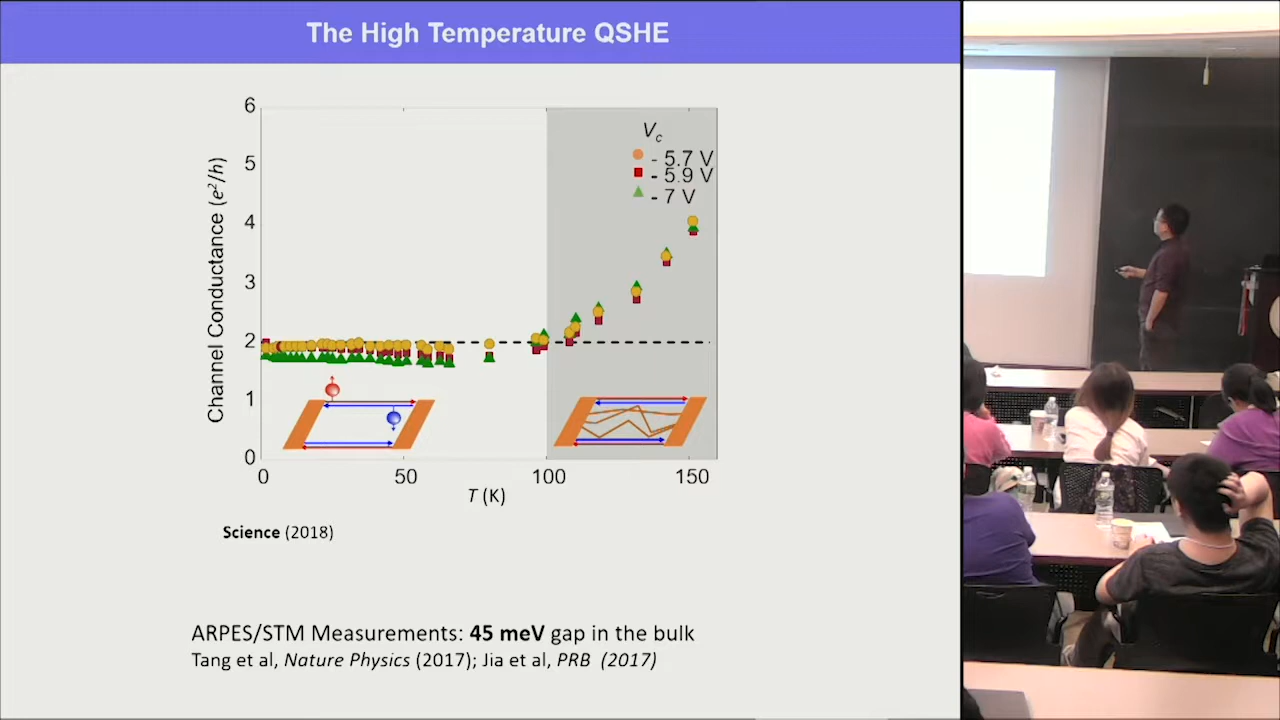 The High Temperature QSHE
6
5
4
3
2
1
0
Channel Conductance (e²/h)
Vc
- 5.7 V
- 5.9 V
- 7 V
0
50
100
150
T (K)
Science (2018)
ARPES/STM Measurements: 45 meV gap in the bulk
Tang et al, Nature Physics (2017); Jia et al, PRB (2017)